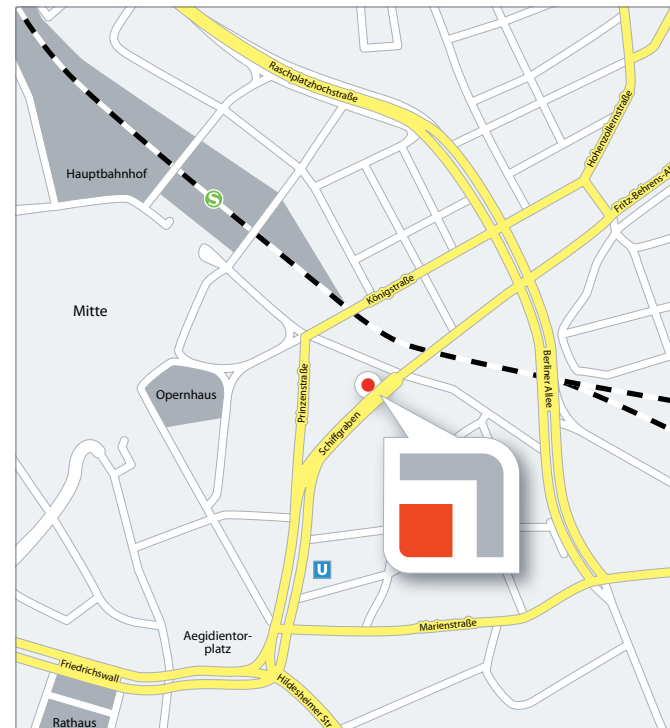 Raschplatzhochstraße
Hohenzollernstraße
Hauptbahnhof
Fritz-Behrens-Al
S
Königstraße
Mitte
Berliner Allee
Prinzenstraße
Opernhaus
Schiffgraben
U
Marienstraße
Aegidientor-
platz
Friedrichswall
Hildesheimer Str
Rathaus